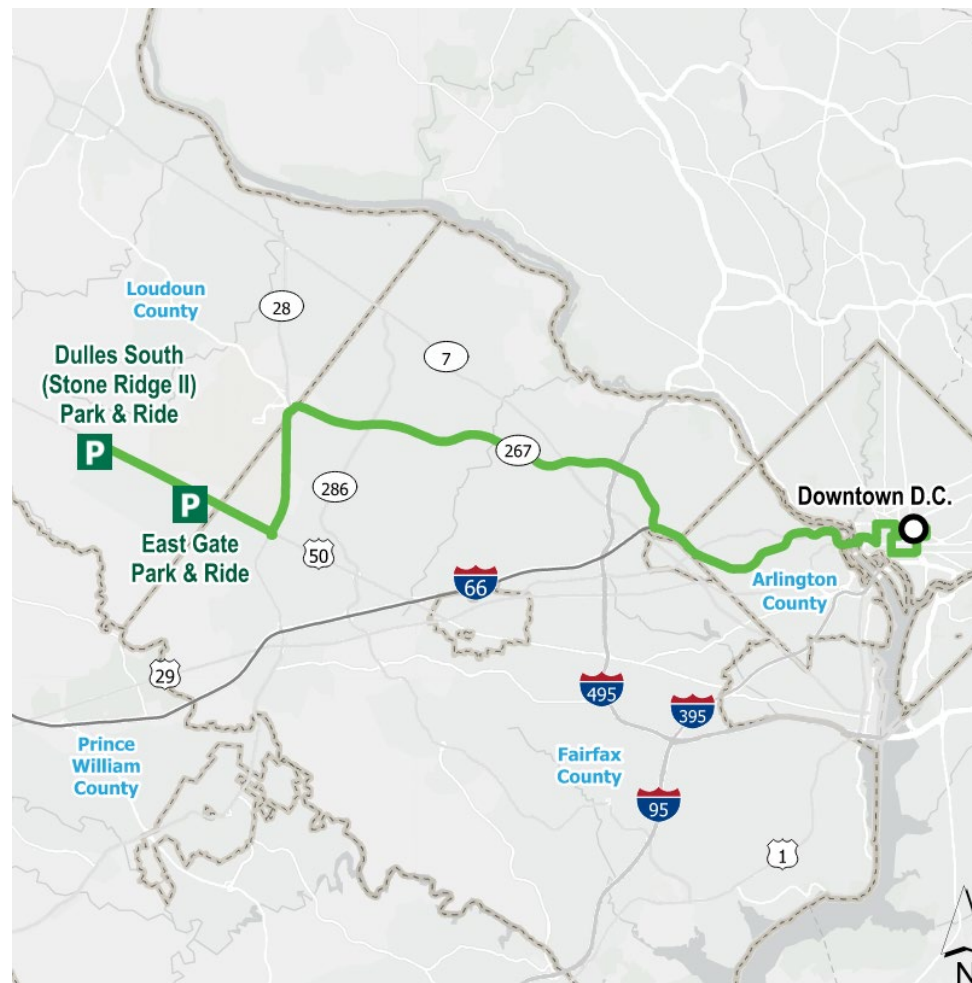 Loudoun
County
28
7
Dulles South
(Stone Ridge II)
Park & Ride
P
267
286
P
Downtown D.C.
East Gate
Park & Ride
50
66
Arlington
County
29
495
395
Prince
William
County
Fairfax
County
95
1
N